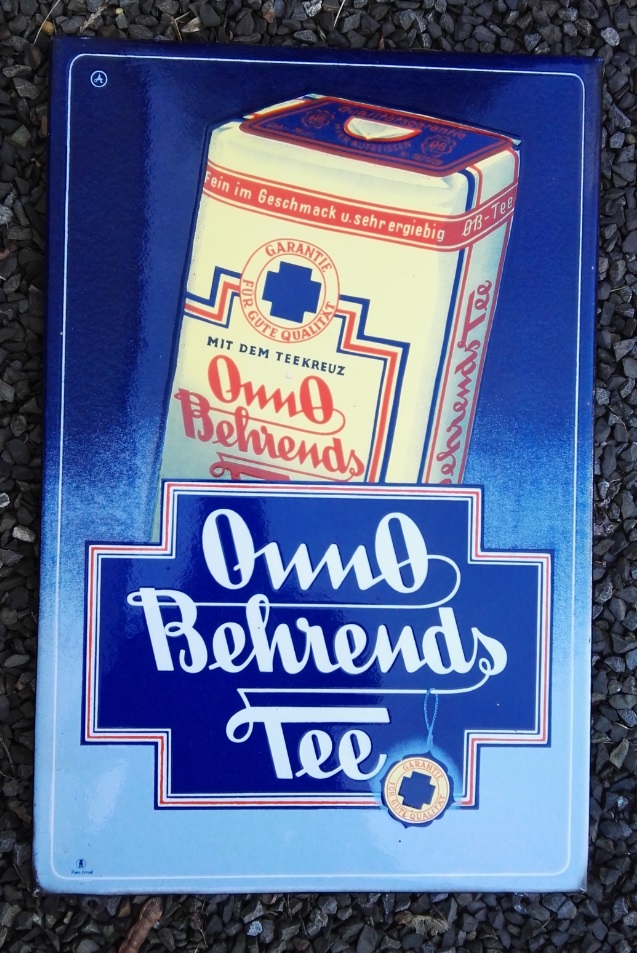 AUFREISSEN
Fein im Geschmack u. sehr ergiebig
OB-Tee
GARANTIE
FÜR GUTE QUALITÄT
MIT DEM TEEKREUZ
OnnO
Behrends
Behrends Tee
OnnO
Behrends
Tee
GARANTIE
FÜR GUTE QUALITÄT